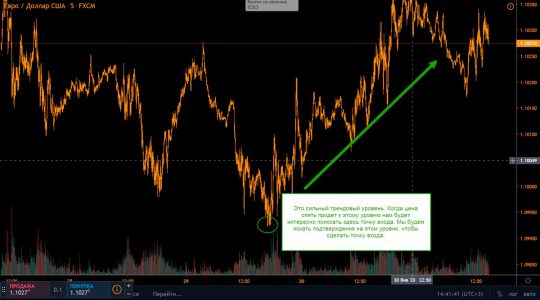 Выйти из режима
(ESC)
Евро / Доллар США 5 FXCM
1.10350
1.10300
1.10274
1.10250
1.10200
1.10150
1.10100
1.10049
1.10000
1.09950
1.09900
1.09850
Это сильный трендовый уровень. Когда цена
опять придет к этому уровню нам будет
интересно поискать здесь точку входа. Мы будем
искать подтверждения на этом уровни, чтобы
сделать точку входа.
12:00 29 12:00 30 12:00 30 Янв '20 22:50 12:00
ПРОДАЖА
1.1027
0.1
ПОКУПКА
1.1027
Перейти...
14:41:41 (UTC+3) % лог авто